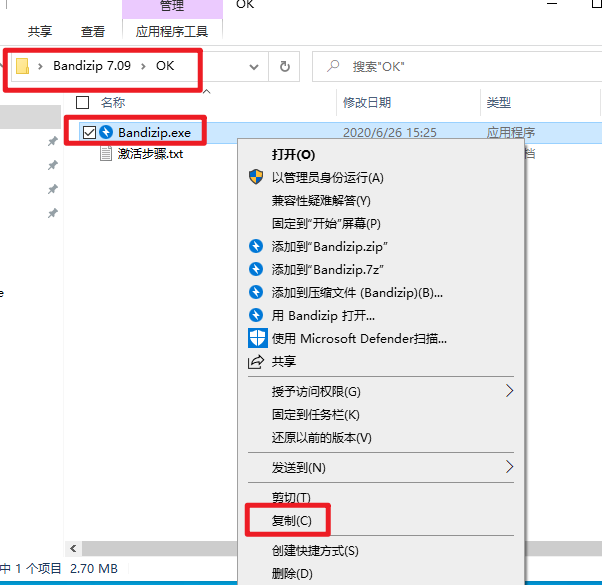 管理
OK
共享
查看
应用程序工具
Bandizip 7.09
OK
搜索"OK"
名称
修改日期
类型
Bandizip.exe
2020/6/26 15:25
应用程序
激活步骤.txt
档
打开(O)
以管理员身份运行(A)
兼容性疑难解答(Y)
固定到"开始"屏幕(P)
添加到"Bandizip.zip"
添加到"Bandizip.7z"
添加到压缩文件 (Bandizip)(B)...
用 Bandizip 打开...
使用 Microsoft Defender扫描...
共享
授予访问权限(G)
固定到任务栏(K)
还原以前的版本(V)
发送到(N)
剪切(T)
复制(C)
创建快捷方式(S)
删除(D)
e
中 1 个项目
2.70 MB